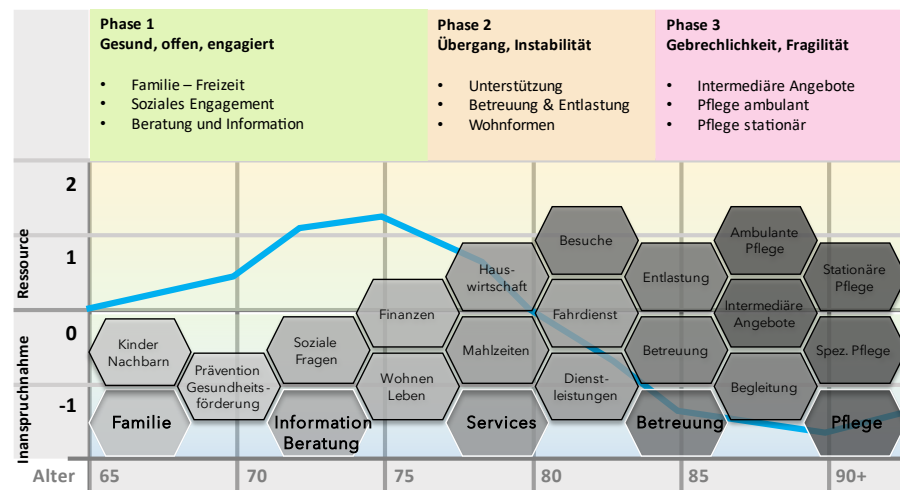 Phase 1
Gesund, offen, engagiert
• Familie – Freizeit
• Soziales Engagement
• Beratung und Information
Phase 2
Übergang, Instabilität
• Unterstützung
• Betreuung & Entlastung
• Wohnformen
Phase 3
Gebrechlichkeit, Fragilität
• Intermediäre Angebote
• Pflege ambulant
• Pflege stationär
Ressource
Inanspruchnahme
2
1
0
-1
Kinder
Nachbarn
Familie
Prävention
Gesundheits-
förderung
Soziale
Fragen
Information
Beratung
Finanzen
Wohnen
Leben
Haus-
wirtschaft
Mahlzeiten
Services
Besuche
Fahrdienst
Dienst-
leistungen
Entlastung
Betreuung
Betreuung
Ambulante
Pflege
Intermediäre
Angebote
Begleitung
Stationäre
Pflege
Spez. Pflege
Pflege
Alter 65 70 75 80 85 90+